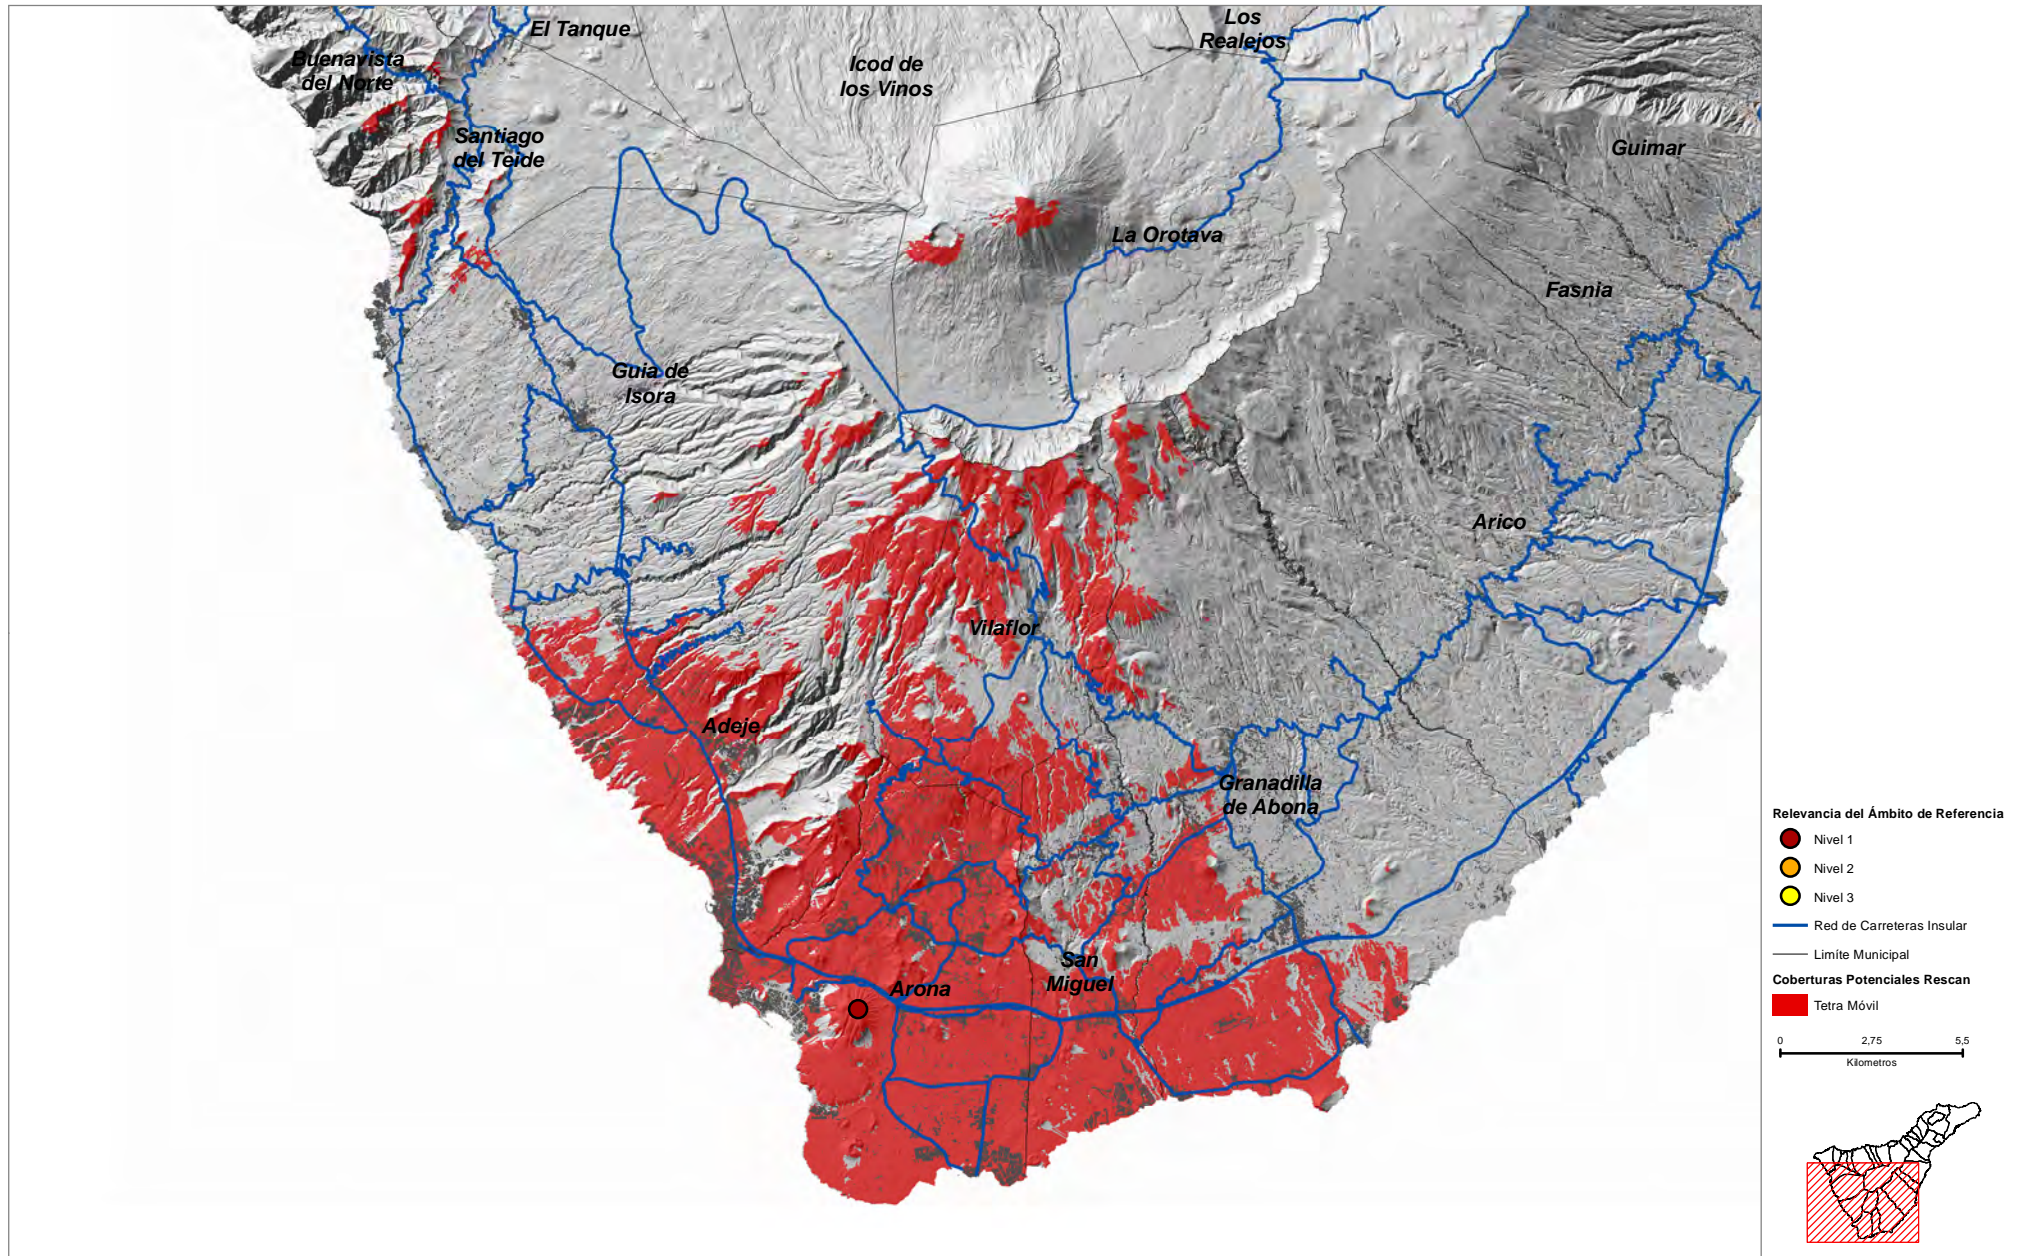 El Tanque
Los
Realejos
Buenavista
del Norte
Icod de
los Vinos
Santiago
del Teide
Guimar
La Orotava
Fasnia
Guia de
Isora
Arico
Vilaflor
Adeje
Granadilla
de Abona
San
Miguel
Arona
Relevancia del Ámbito de Referencia
Nivel 1
Nivel 2
Nivel 3
Red de Carreteras Insular
Limíte Municipal
Coberturas Potenciales Rescan
Tetra Móvil
0 2,75 5,5
Kilometros